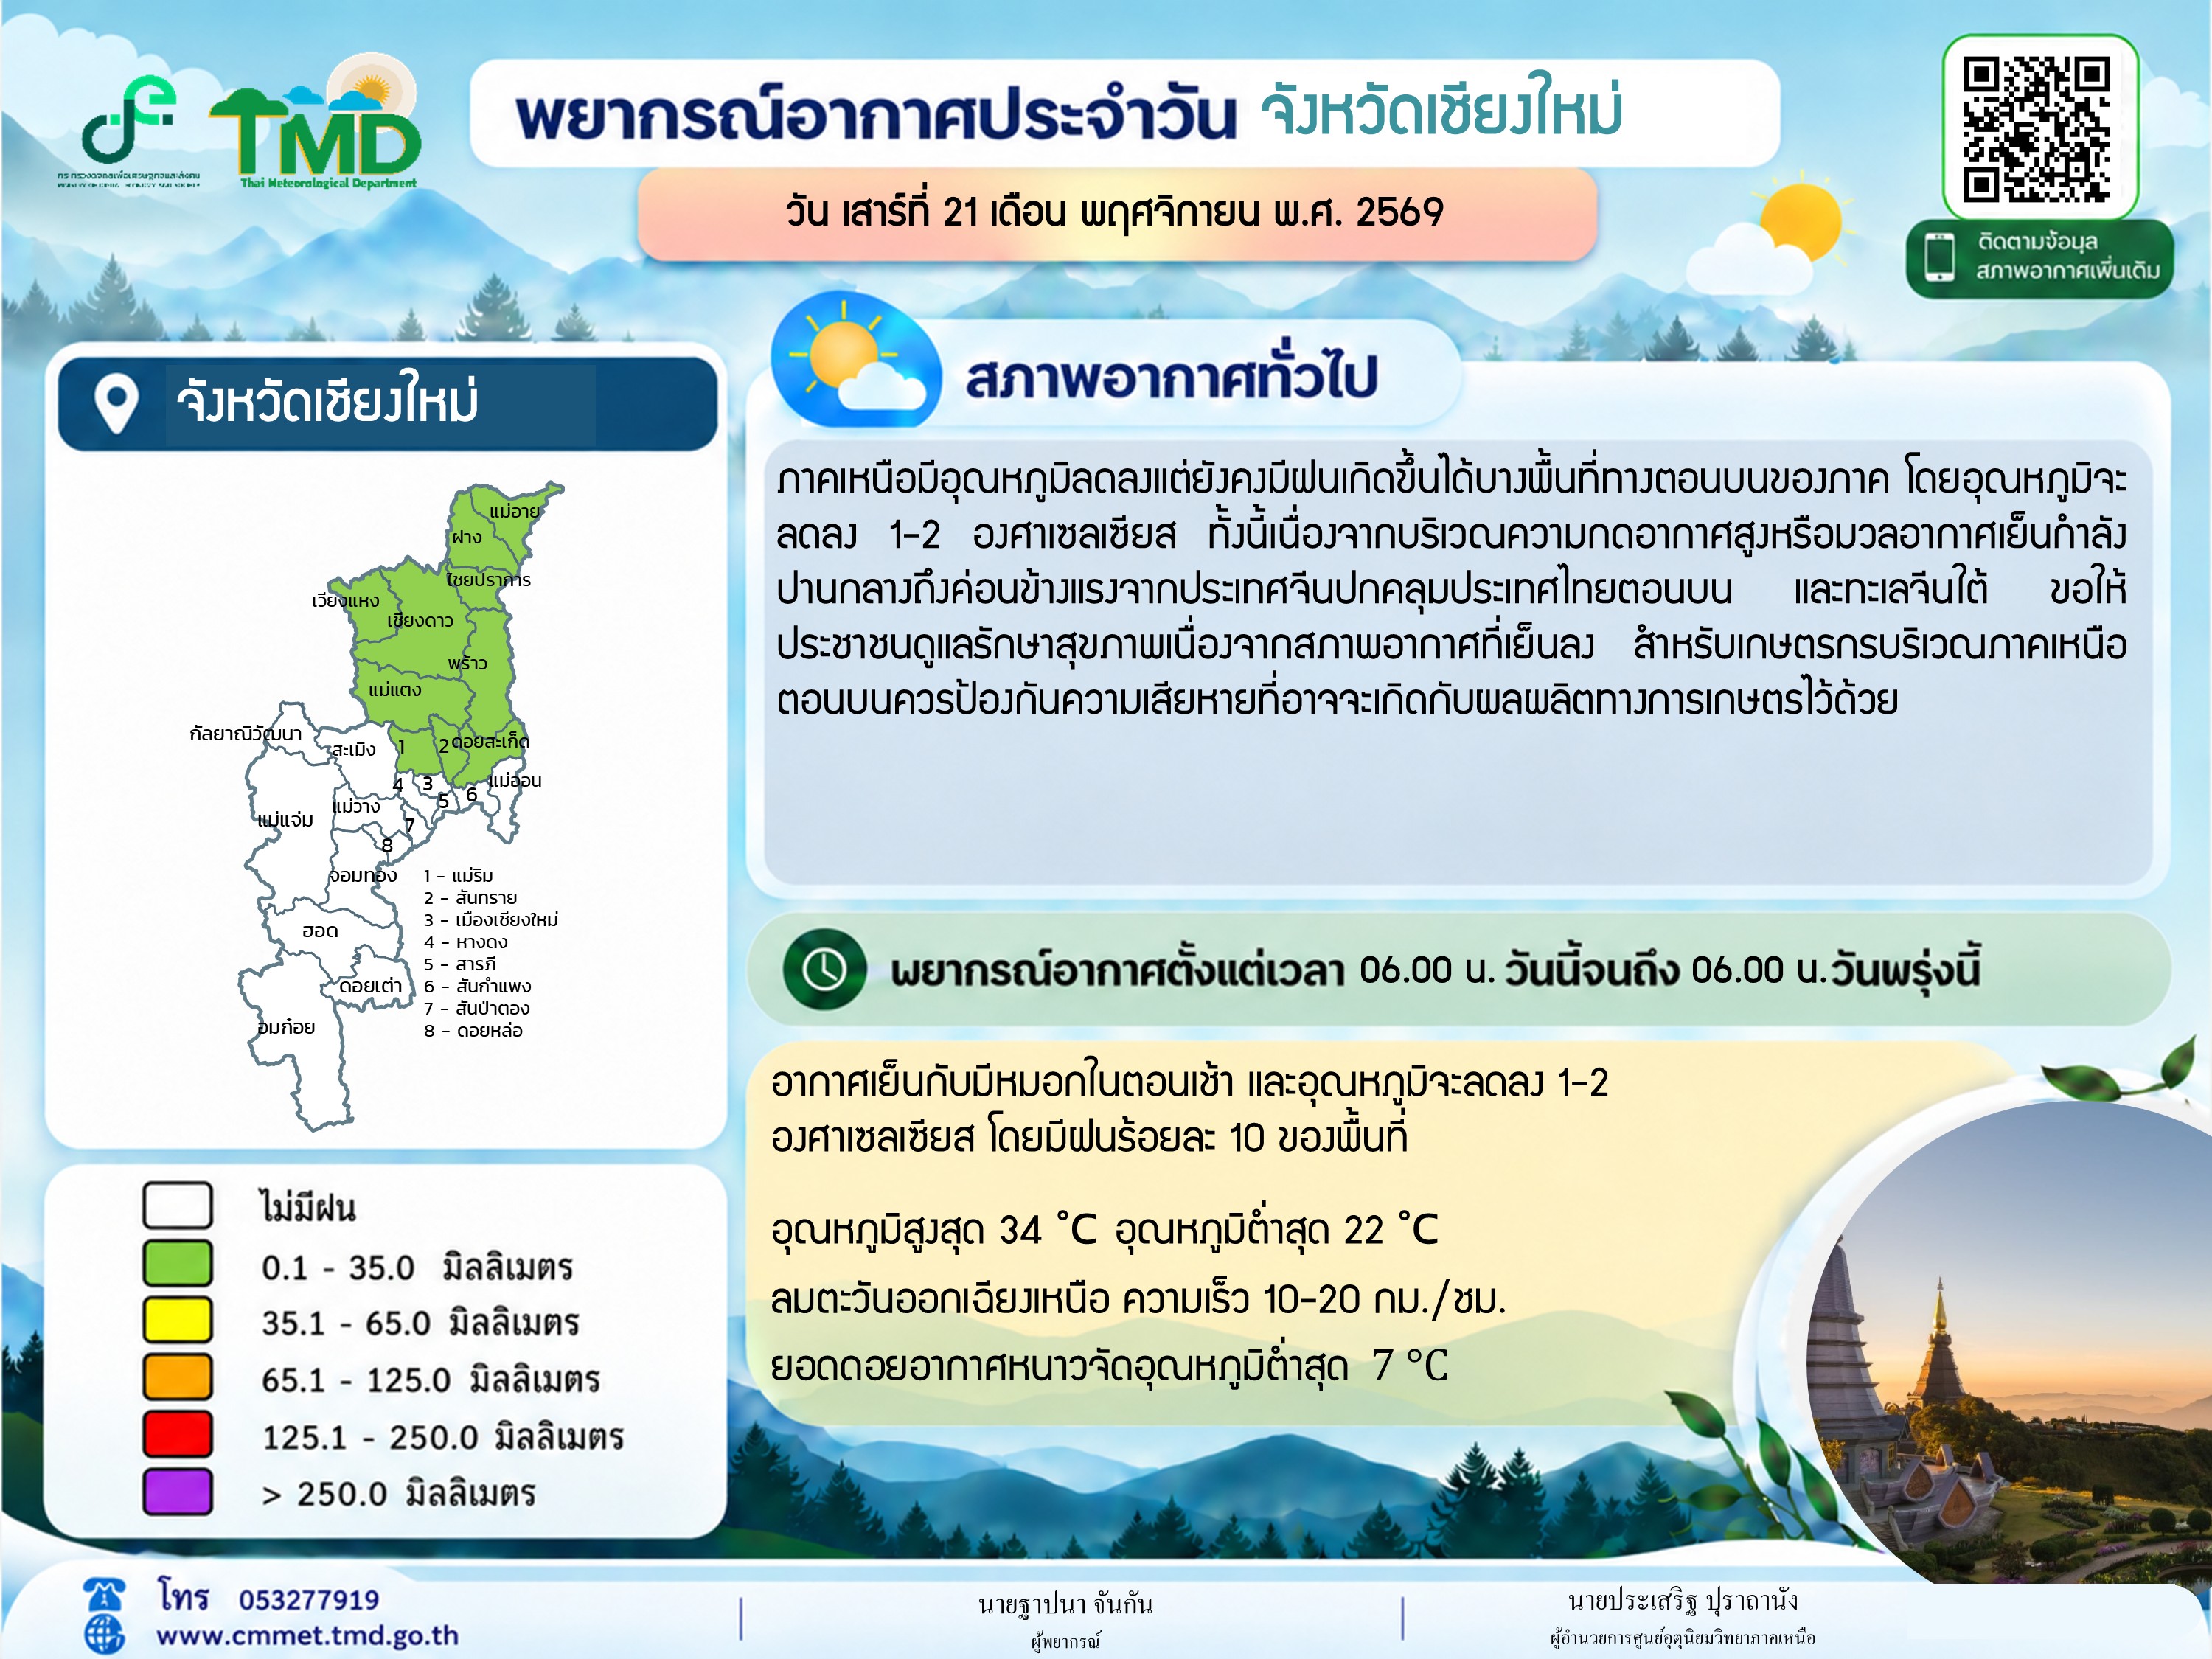 กระทรวงดิจิทัลเพื่อเศรษฐกิจและสังคม
MINISTRY OF DIGITAL ECONOMY AND SOCIETY
TMD
Thai Meteorological Department
พยากรณ์อากาศประจำวัน จังหวัดเชียงใหม่
วัน เสาร์ที่ 21 เดือน พฤศจิกายน พ.ศ. 2569
ติดตามข้อมูล
สภาพอากาศเพิ่มเติม
จังหวัดเชียงใหม่
แม่อาย
ฝาง
ไชยปราการ
เวียงแหง
เชียงดาว
พร้าว
แม่แตง
กัลยาณิวัฒนา
สะเมิง
1
2
ดอยสะเก็ด
4
3
แม่ออน
5
6
แม่วาง
แม่แจ่ม
7
8
จอมทอง
ฮอด
ดอยเต่า
อมก๋อย
1 - แม่ริม
2 - สันทราย
3 - เมืองเชียงใหม่
4 - หางดง
5 - สารภี
6 - สันกำแพง
7 - สันป่าตอง
8 - ดอยหล่อ
ไม่มีฝน
0.1 - 35.0 มิลลิเมตร
35.1 - 65.0 มิลลิเมตร
65.1 - 125.0 มิลลิเมตร
125.1 - 250.0 มิลลิเมตร
> 250.0 มิลลิเมตร
สภาพอากาศทั่วไป
ภาคเหนือมีอุณหภูมิลดลงแต่ยังคงมีฝนเกิดขึ้นได้บางพื้นที่ทางตอนบนของภาค โดยอุณหภูมิจะ
ลดลง 1-2 องศาเซลเซียส ทั้งนี้เนื่องจากบริเวณความกดอากาศสูงหรือมวลอากาศเย็นกำลัง
ปานกลางถึงค่อนข้างแรงจากประเทศจีนปกคลุมประเทศไทยตอนบน และทะเลจีนใต้ ขอให้
ประชาชนดูแลรักษาสุขภาพเนื่องจากสภาพอากาศที่เย็นลง สำหรับเกษตรกรบริเวณภาคเหนือ
ตอนบนควรป้องกันความเสียหายที่อาจจะเกิดกับผลผลิตทางการเกษตรไว้ด้วย
พยากรณ์อากาศตั้งแต่เวลา 06.00 น. วันนี้จนถึง 06.00 น. วันพรุ่งนี้
อากาศเย็นกับมีหมอกในตอนเช้า และอุณหภูมิจะลดลง 1-2
องศาเซลเซียส โดยมีฝนร้อยละ 10 ของพื้นที่
อุณหภูมิสูงสุด 34 °C อุณหภูมิต่ำสุด 22 °C
ลมตะวันออกเฉียงเหนือ ความเร็ว 10-20 กม./ชม.
ยอดดอยอากาศหนาวจัดอุณหภูมิต่ำสุด 7 °C
โทร 053277919
www.cmmet.tmd.go.th
นายฐาปนา จันกัน
ผู้พยากรณ์
นายประเสริฐ ปุราถานัง
ผู้อำนวยการศูนย์อุตุนิยมวิทยาภาคเหนือ